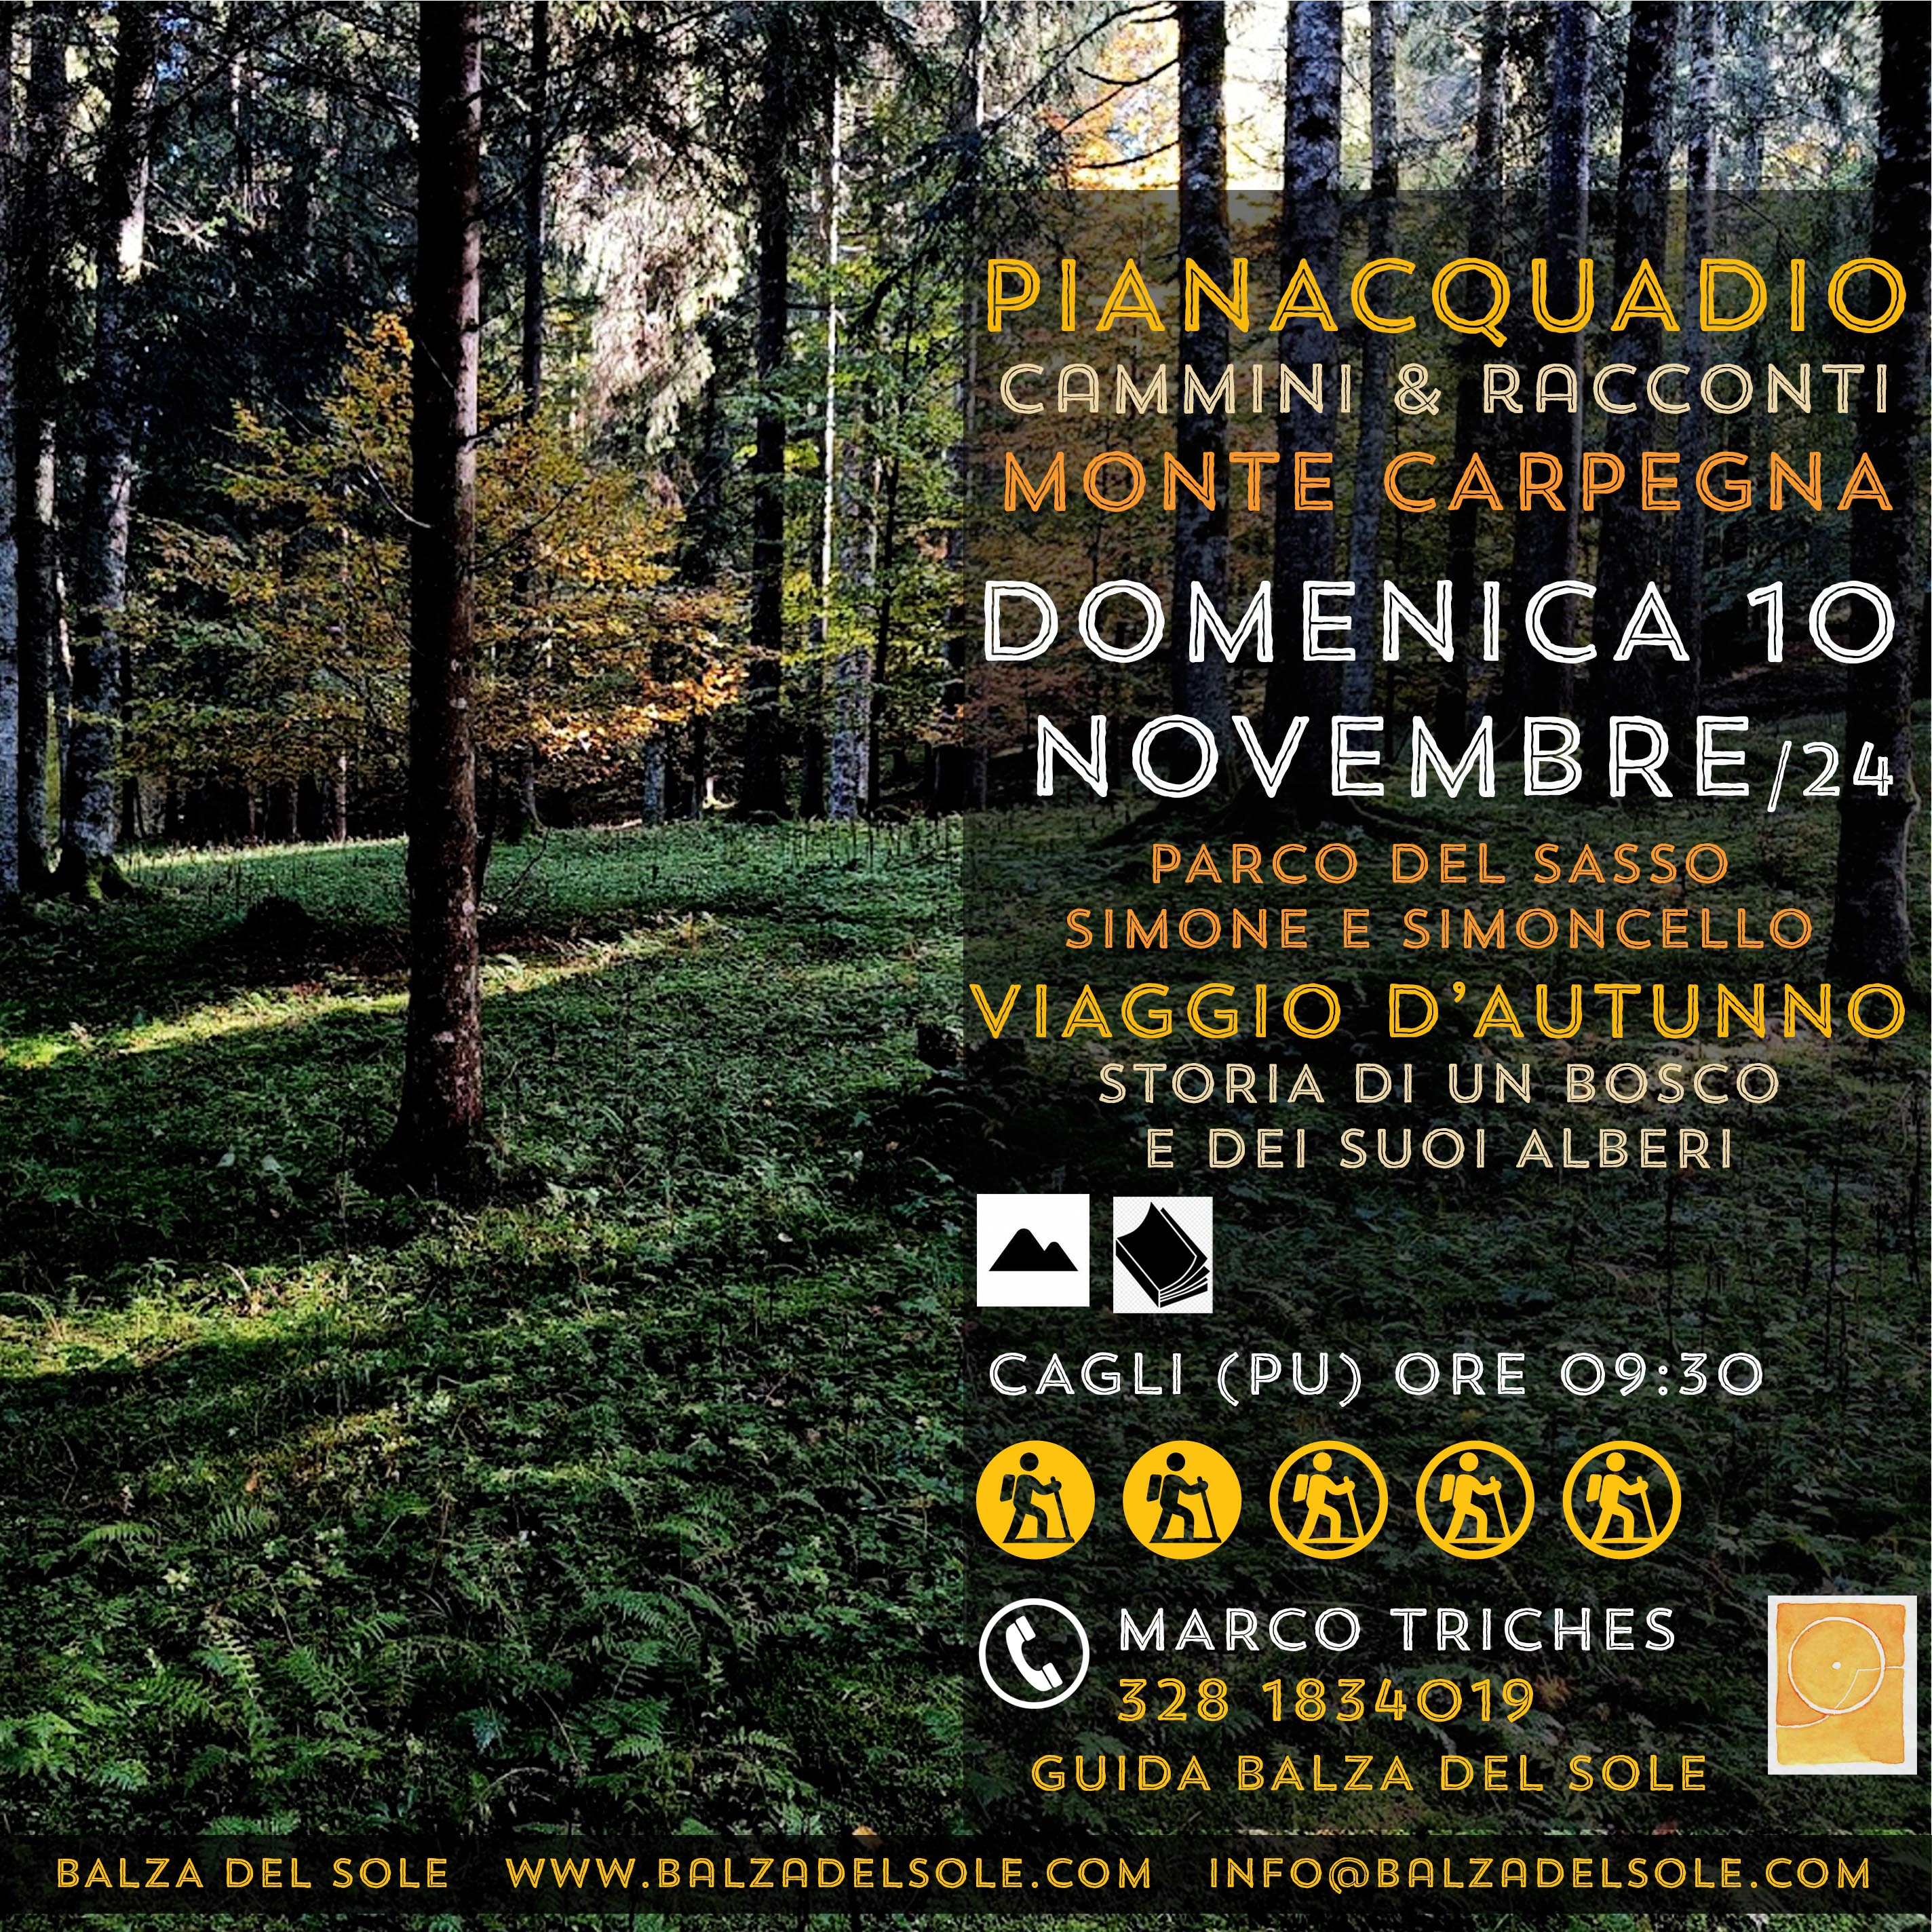 PIANACQUADIO
CAMMINI & RACCONTI
MONTE CARPEGNA
DOMENICA 10
NOVEMBRE/24
PARCO DEL SASSO
SIMONE E SIMONCELLO
VIAGGIO D'AUTUNNO
STORIA DI UN BOSCO
E DEI SUOI ALBERI
CAGLI (PU) ORE 09:30
MARCO TRICHES
328 1834019
GUIDA BALZA DEL SOLE
BALZA DEL SOLE WWW.BALZADELSOLE.COM INFO@BALZADELSOLE.COM